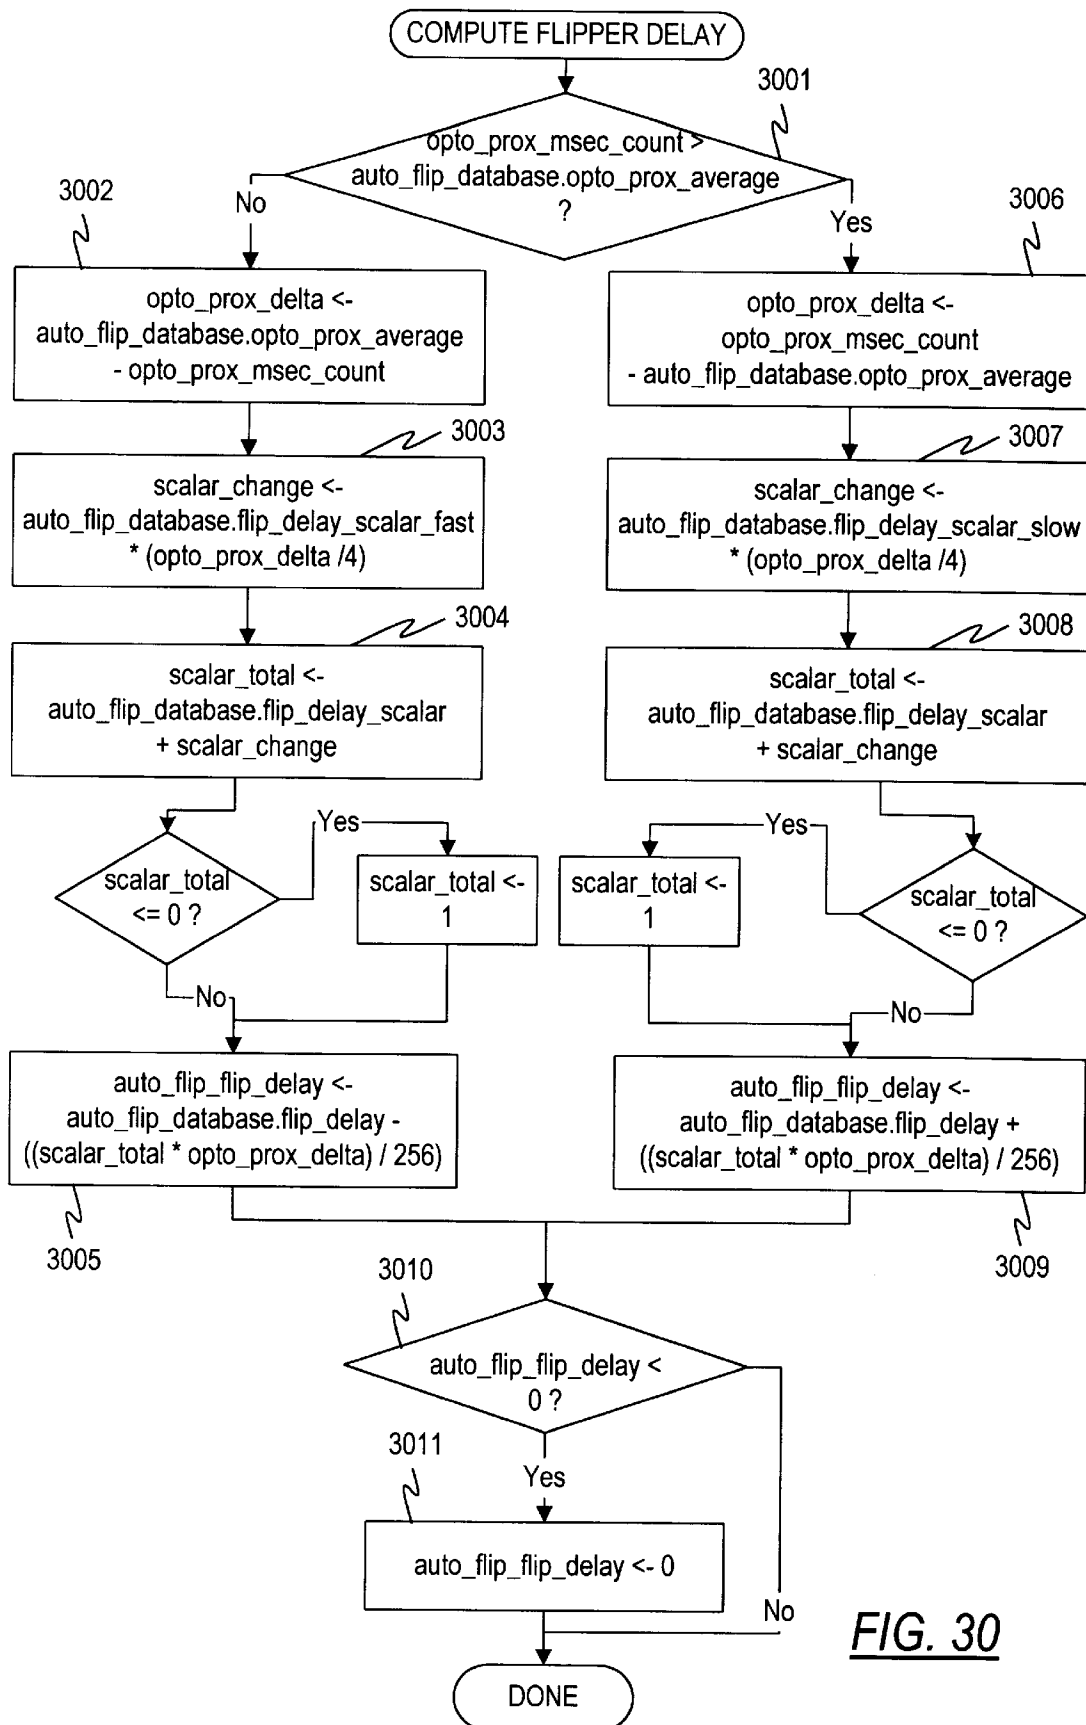 COMPUTE FLIPPER DELAY
3001
opto_prox_msec_count >
auto_flip_database.opto_prox_average
?
No
Yes
3002
opto_prox_delta <-
auto_flip_database.opto_prox_average
- opto_prox_msec_count
3006
opto_prox_delta <-
opto_prox_msec_count
- auto_flip_database.opto_prox_average
3003
scalar_change <-
auto_flip_database.flip_delay_scalar_fast
* (opto_prox_delta /4)
3007
scalar_change <-
auto_flip_database.flip_delay_scalar_slow
* (opto_prox_delta /4)
3004
scalar_total <-
auto_flip_database.flip_delay_scalar
+ scalar_change
3008
scalar_total <-
auto_flip_database.flip_delay_scalar
+ scalar_change
scalar_total
<= 0 ?
Yes
scalar_total <-
1
No
Yes
scalar_total <-
1
scalar_total
<= 0 ?
No
auto_flip_flip_delay <-
auto_flip_database.flip_delay -
((scalar_total * opto_prox_delta) / 256)
3005
auto_flip_flip_delay <-
auto_flip_database.flip_delay +
((scalar_total * opto_prox_delta) / 256)
3009
3010
auto_flip_flip_delay <
0 ?
3011
Yes
auto_flip_flip_delay <- 0
No
DONE
FIG. 30